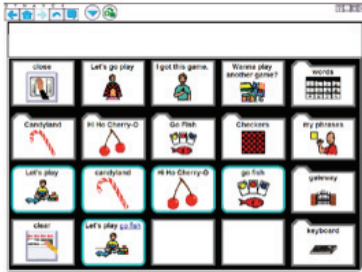 DYNAVOX
close
Let's go play
I got this game.
Wanna play
another game?
words
Candyland
Hi Ho Cherry-O
Go Fish
Checkers
my phrases
Let's play
candyland
Hi Ho Cherry-O
go fish
gateway
clear
Let's play go fish
keyboard